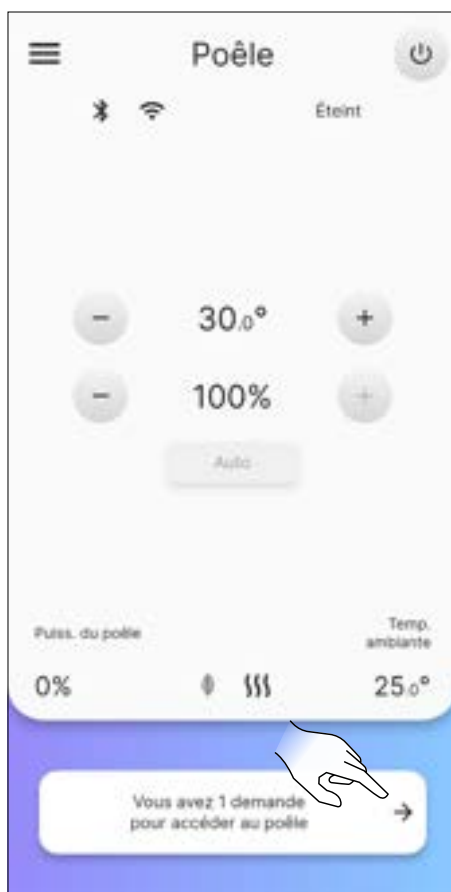 Poêle
Éteint
30.0°
100%
Auto
Puiss. du poêle
Temp.
ambiante
0%
25.0°
Vous avez 1 demande
pour accéder au poêle